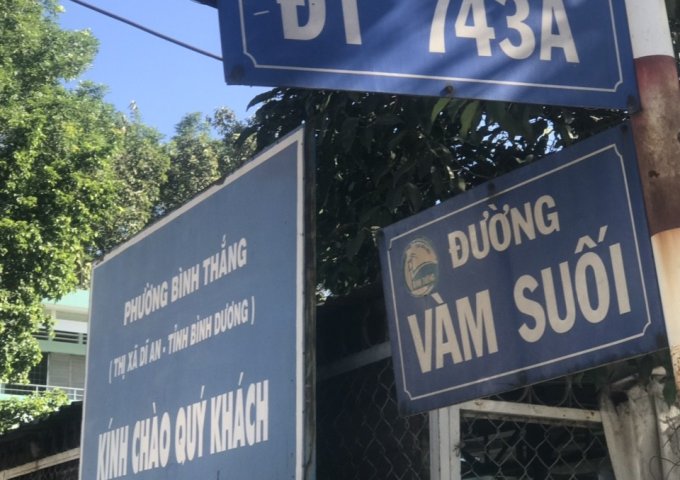 ĐT 743A
PHƯỜNG BÌNH THẮNG
( THỊ XÃ DĨ AN - TỈNH BÌNH DƯƠNG )
KÍNH CHÀO QUÝ KHÁCH
ĐƯỜNG
VÀM SUỐI